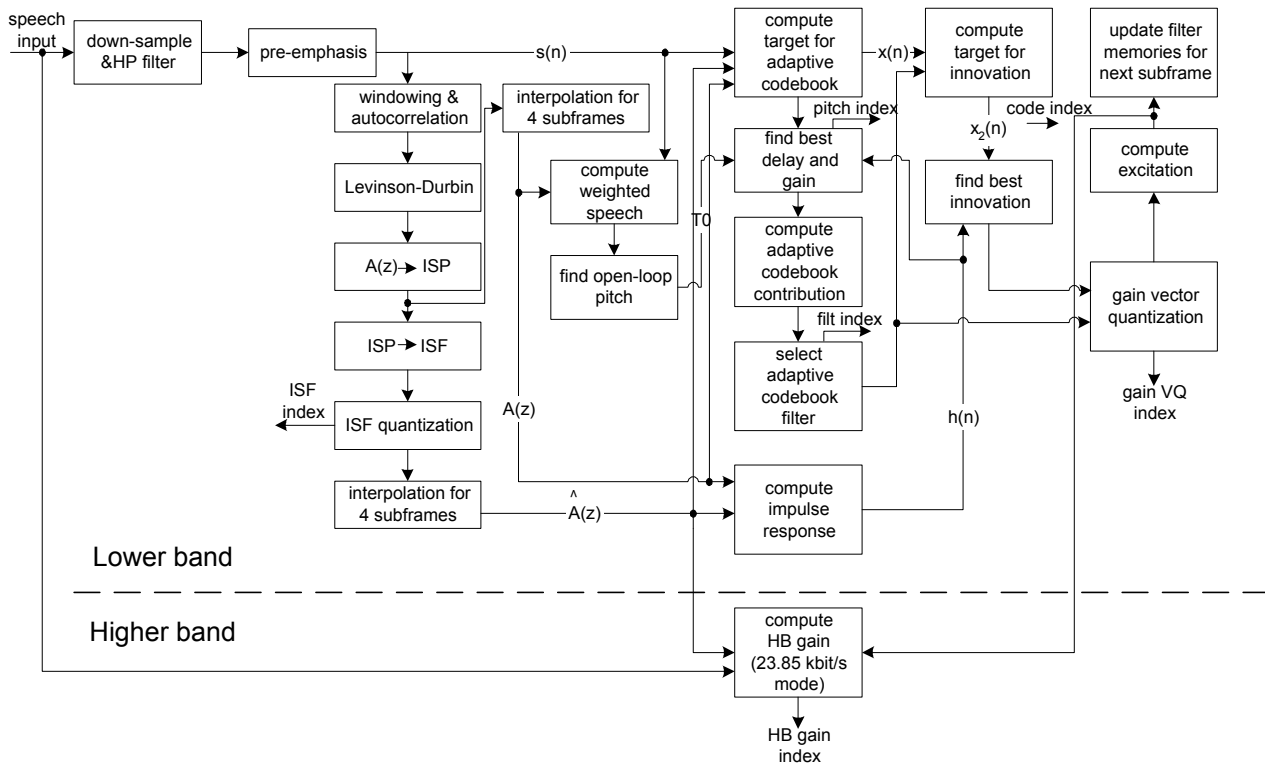 speech
input
down-sample
&HP filter
pre-emphasis
s(n)
windowing &
autocorrelation
Levinson-Durbin
A(z) ISP
ISP ISF
ISF
index
ISF quantization
interpolation for
4 subframes
interpolation for
4 subframes
compute
weighted
speech
find open-loop
pitch
A(z)
^
A(z)
T0
compute
target for
adaptive
codebook
x(n)
pitch index
find best
delay and
gain
compute
adaptive
codebook
contribution
filt index
select
adaptive
codebook
filter
compute
impulse
response
h(n)
compute
target for
innovation
code index
x2(n)
find best
innovation
update filter
memories for
next subframe
compute
excitation
gain vector
quantization
gain VQ
index
Lower band
Higher band
compute
HB gain
(23.85 kbit/s
mode)
HB gain
index